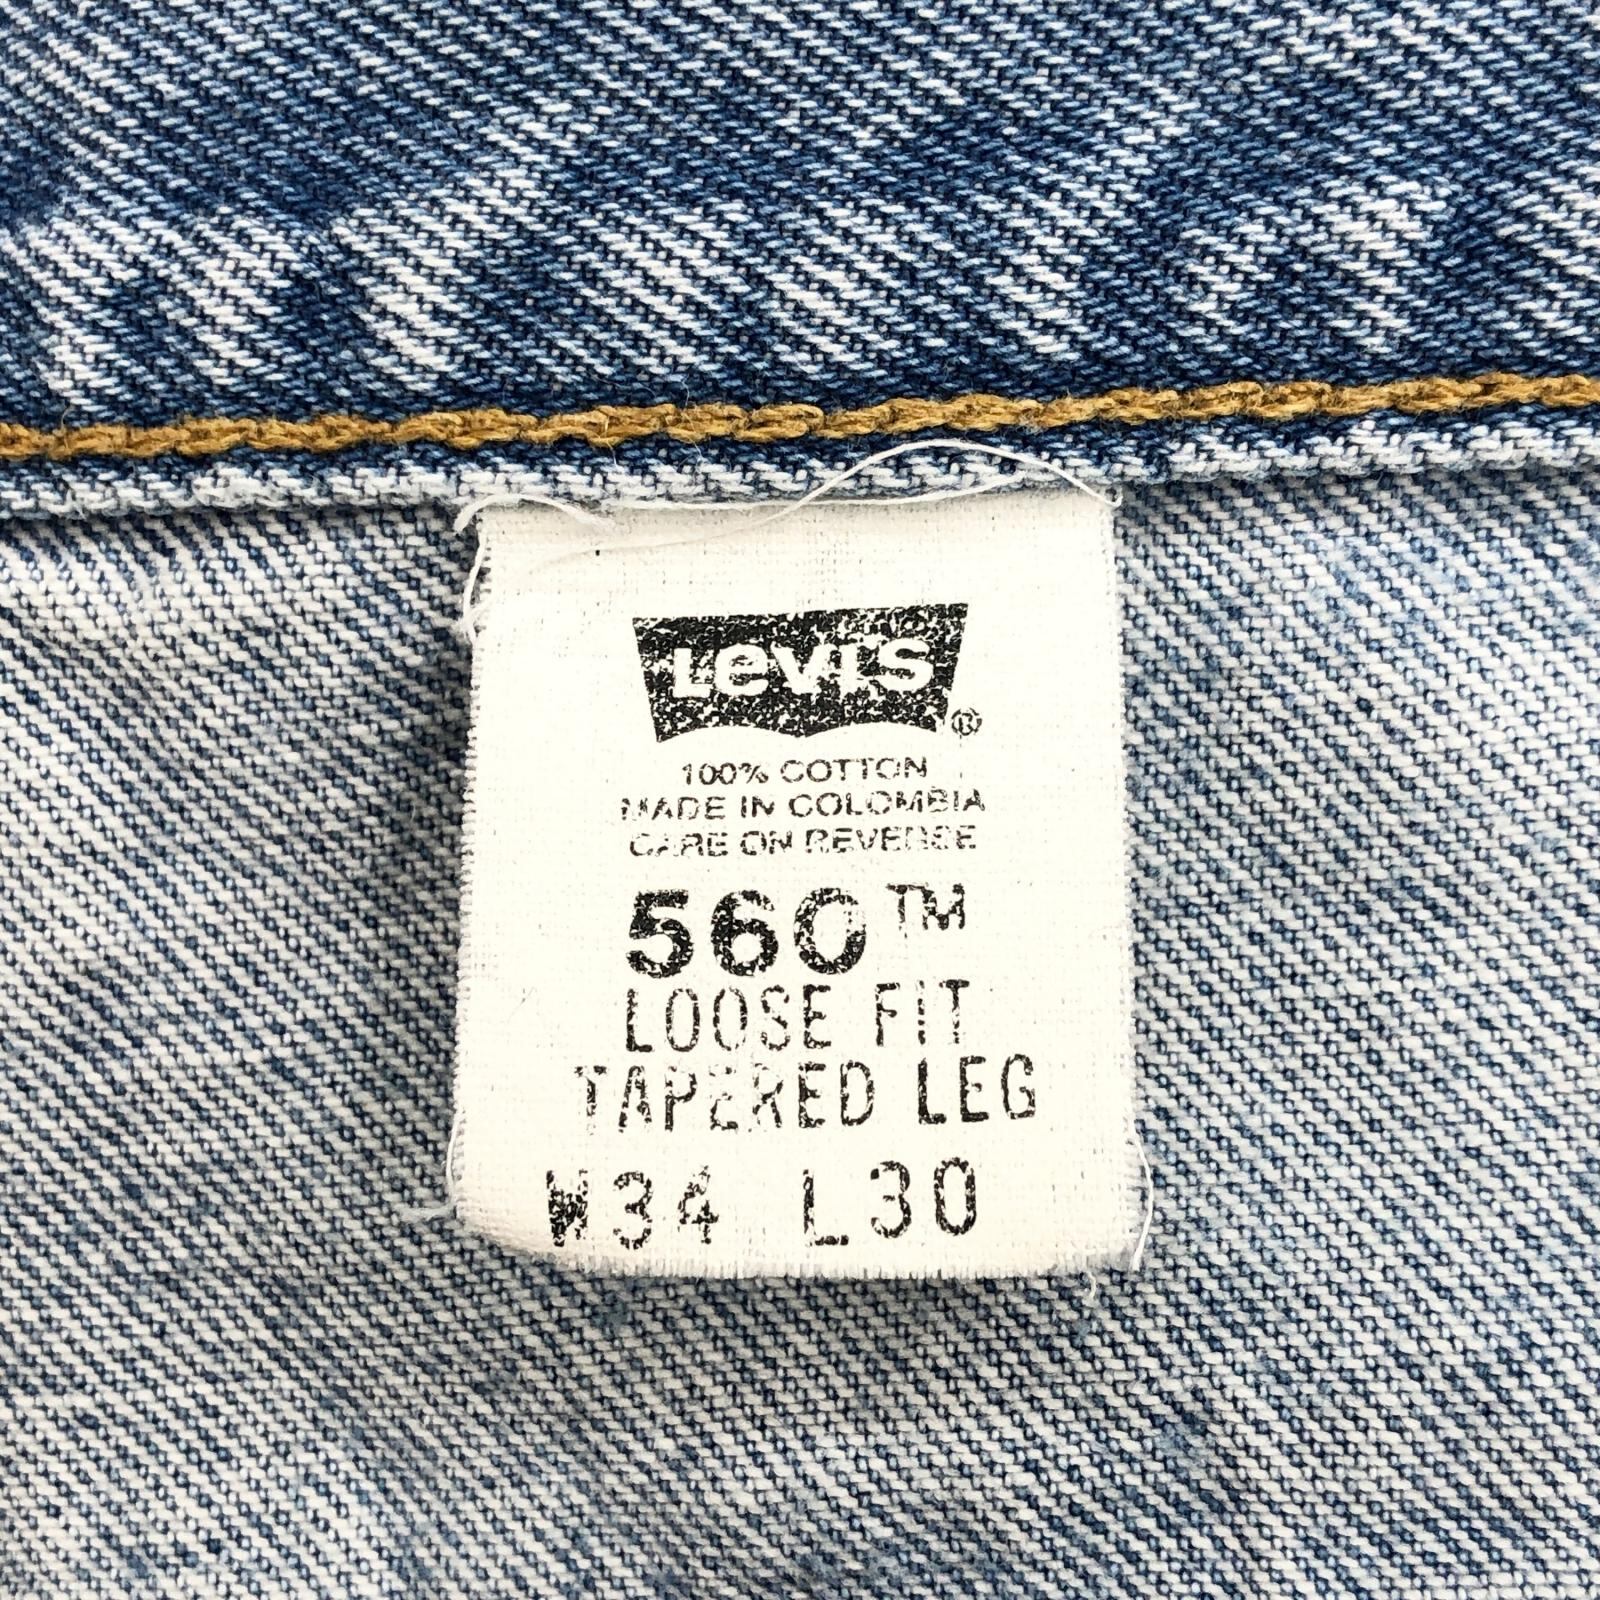 Levi's ®
100% COTTON
MADE IN COLOMBIA
CARE ON REVERSE
560™
LOOSE FIT
TAPERED LEG
W34 L30